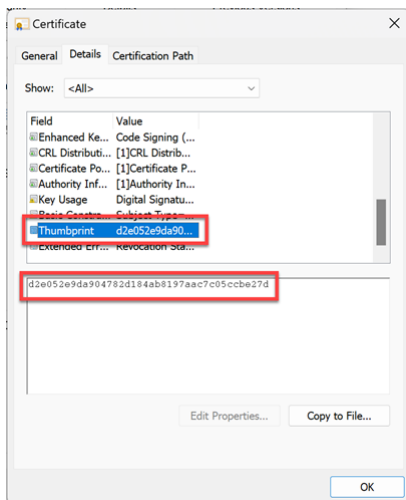 Certificate
General Details Certification Path
Show: <All>
Field Value
Enhanced Ke... Code Signing (...
CRL Distributi... [1]CRL Distrib...
Certificate Po... [1]Certificate P...
Authority Inf... [1]Authority In...
Key Usage Digital Signatu...
Basic Constra... Subject Type=...
Thumbprint d2e052e9da90...
Extended Err... Revocation Sta...
d2e052e9da904782d184ab8197aac7c05ccbe27d
Edit Properties... Copy to File...
OK